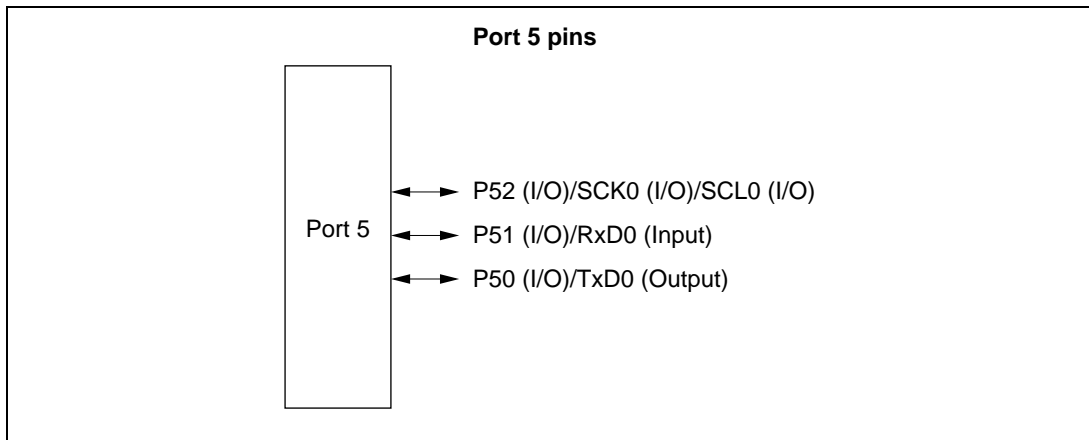 Port 5 pins
P52 (I/O)/SCK0 (I/O)/SCL0 (I/O)
Port 5
P51 (I/O)/RxD0 (Input)
P50 (I/O)/TxD0 (Output)